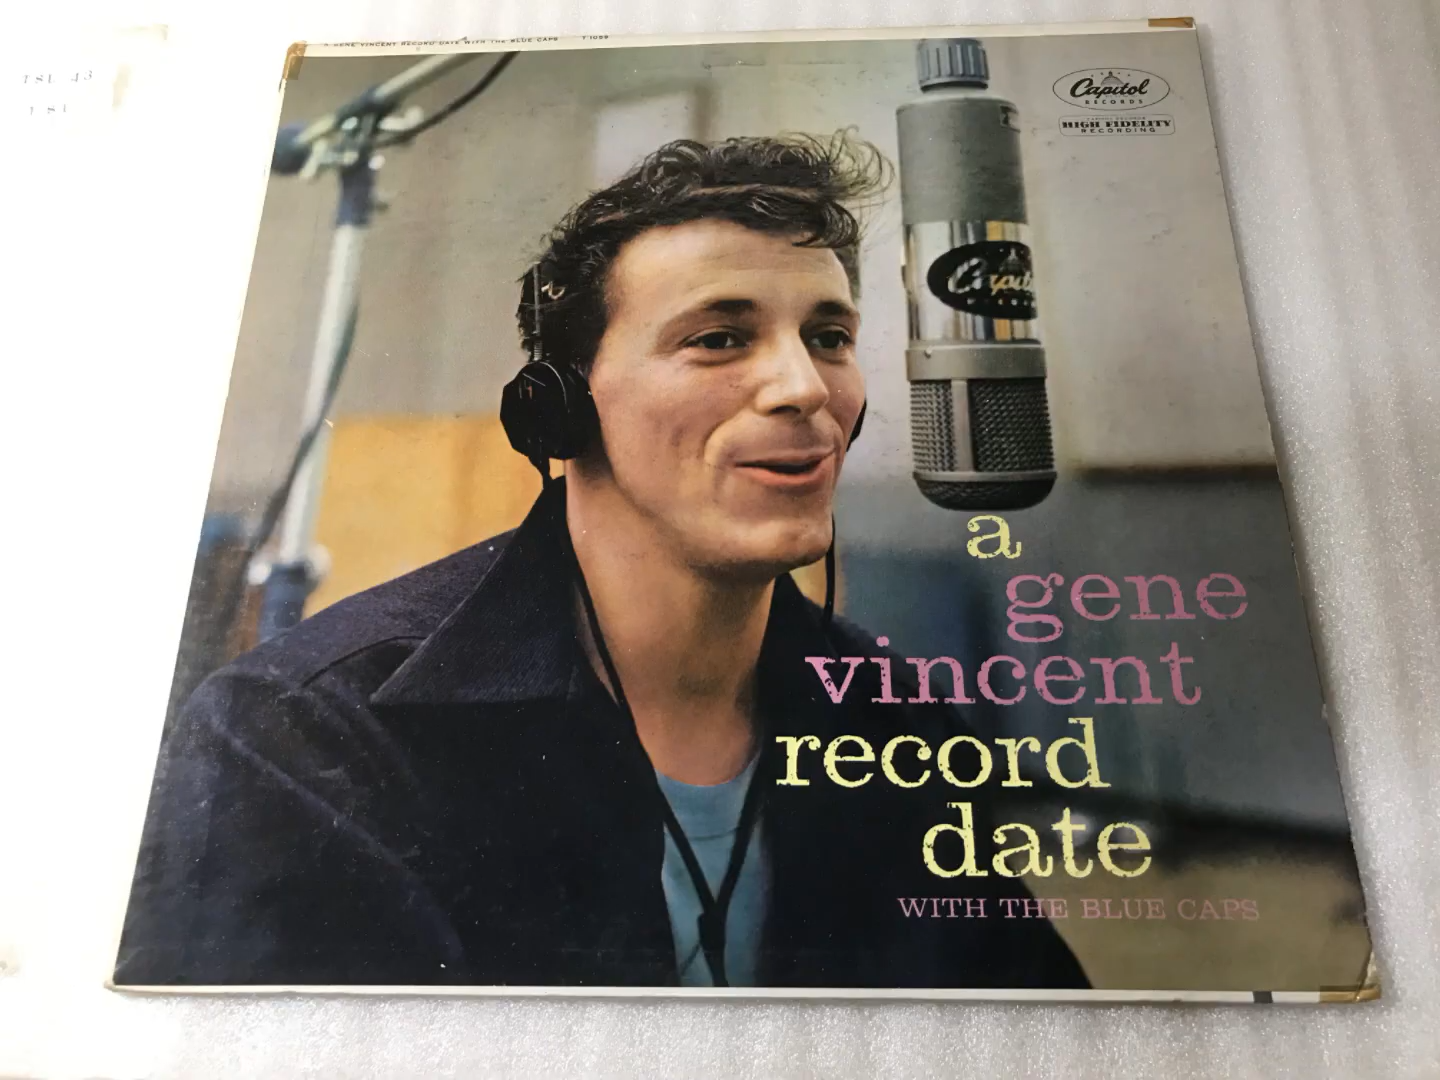 A GENE VINCENT RECORD DATE WITH THE BLUE CAPS T1059
Capitol
RECORDS
HIGH FIDELITY
RECORDING
a
gene
vincent
record
date
WITH THE BLUE CAPS